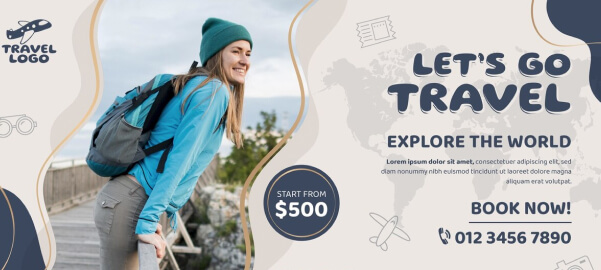 TRAVEL
LOGO
LET'S GO
TRAVEL
EXPLORE THE WORLD
Lorem ipsum dolor sit amet, consectetuer adipiscing elit, sed
diam nonummy nibh euismod tincidunt ut laoreet dolore magna
aliquam erat volutpat.
START FROM
$500
BOOK NOW!
012 3456 7890